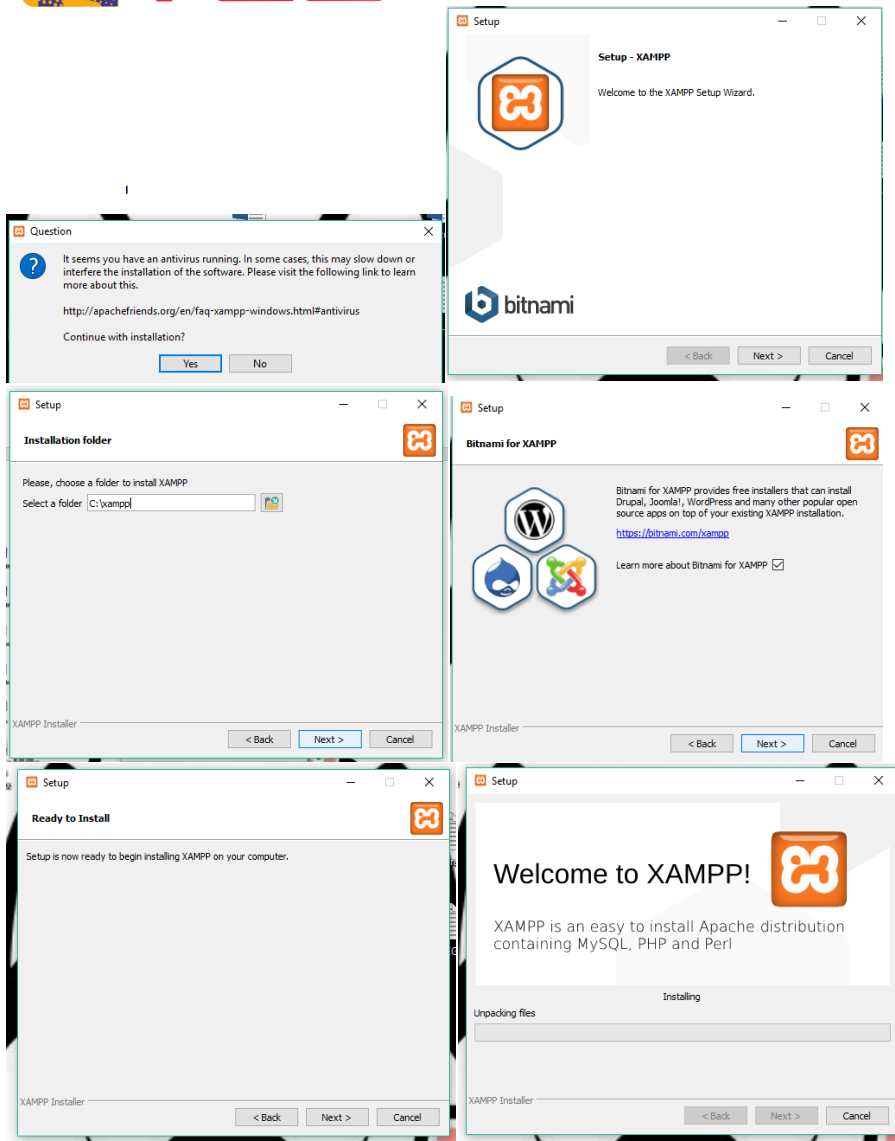 Question
It seems you have an antivirus running. In some cases, this may slow down or
interfere the installation of the software. Please visit the following link to learn
more about this.
http://apachefriends.org/en/faq-xampp-windows.html#antivirus
Continue with installation?
Yes
No
Setup
Setup - XAMPP
Welcome to the XAMPP Setup Wizard.
bitnami
< Back
Next >
Cancel
Setup
Installation folder
Please, choose a folder to install XAMPP
Select a folder C:\xampp
XAMPP Installer
< Back
Next >
Cancel
Setup
Bitnami for XAMPP
Bitnami for XAMPP provides free installers that can install
Drupal, Joomla!, WordPress and many other popular open
source apps on top of your existing XAMPP installation.
https://bitnami.com/xampp
Learn more about Bitnami for XAMPP
XAMPP Installer
< Back
Next >
Cancel
Setup
Ready to Install
Setup is now ready to begin installing XAMPP on your computer.
XAMPP Installer
< Back
Next >
Cancel
Setup
Welcome to XAMPP!
XAMPP is an easy to install Apache distribution
containing MySQL, PHP and Perl
Installing
Unpacking files
XAMPP Installer
< Back
Next >
Cancel